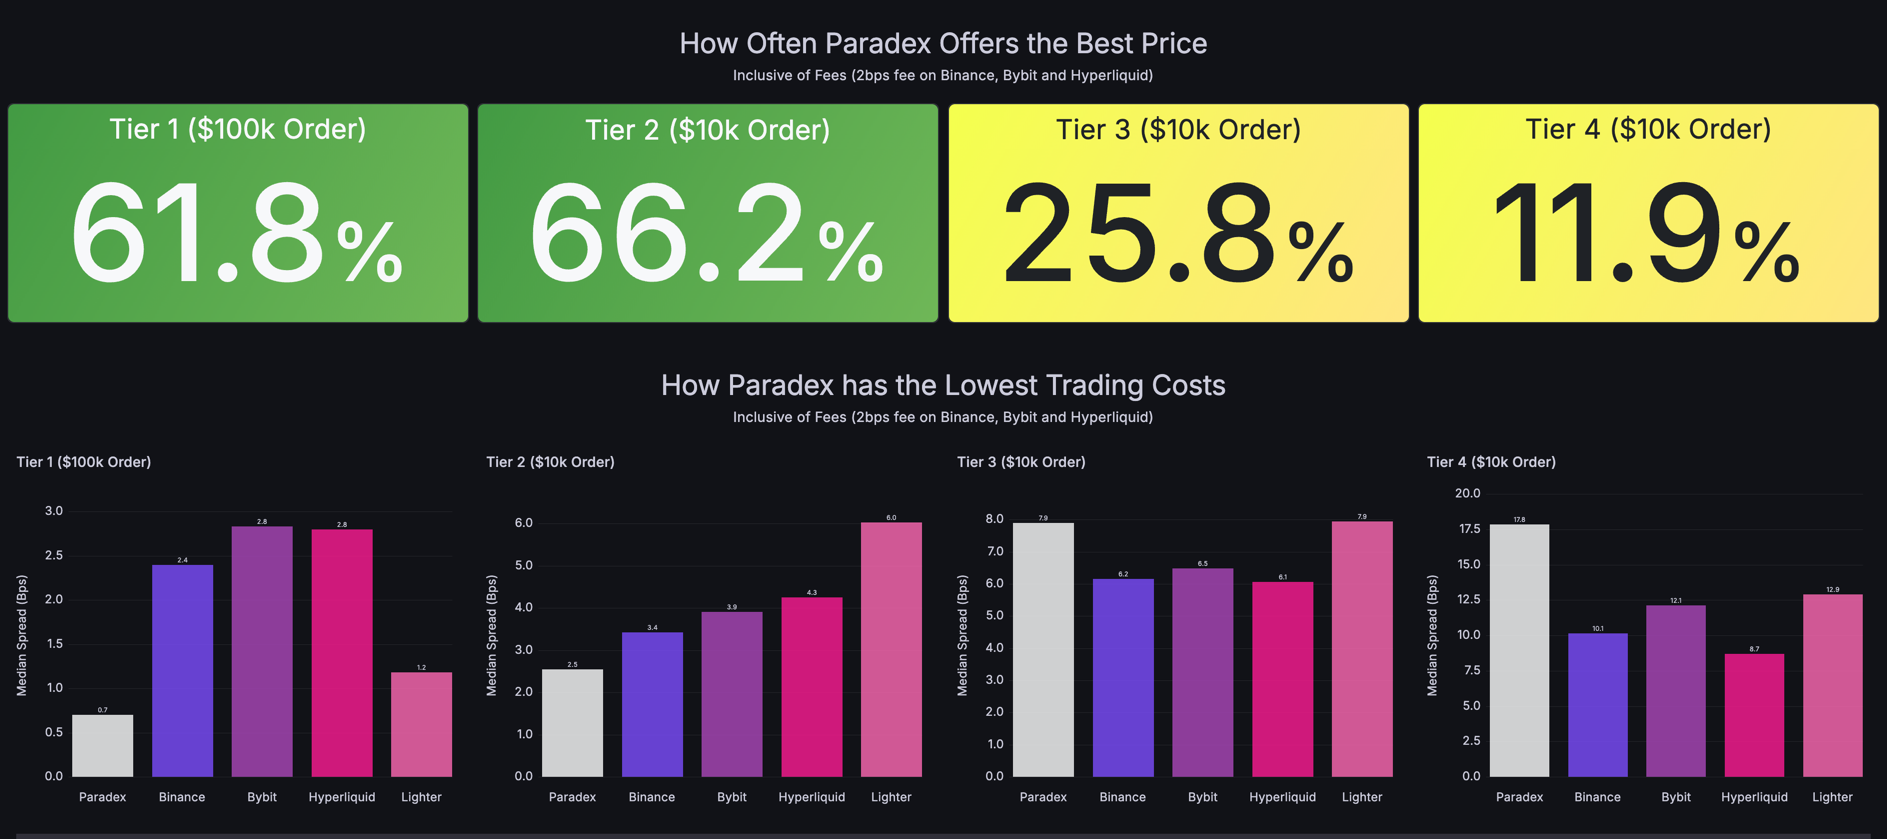 How Often Paradex Offers the Best Price
Inclusive of Fees (2bps fee on Binance, Bybit and Hyperliquid)
Tier 1 ($100k Order)
61.8%
Tier 2 ($10k Order)
66.2%
Tier 3 ($10k Order)
25.8%
Tier 4 ($10k Order)
11.9%
How Paradex has the Lowest Trading Costs
Inclusive of Fees (2bps fee on Binance, Bybit and Hyperliquid)
Tier 1 ($100k Order)
Median Spread (Bps)
3.0
2.5
2.0
1.5
1.0
0.5
0.0
0.7
2.4
2.8
2.8
1.2
Paradex Binance Bybit Hyperliquid Lighter
Tier 2 ($10k Order)
Median Spread (Bps)
6.0
5.0
4.0
3.0
2.0
1.0
0.0
2.5
3.4
3.9
4.3
6.0
Paradex Binance Bybit Hyperliquid Lighter
Tier 3 ($10k Order)
Median Spread (Bps)
8.0
7.0
6.0
5.0
4.0
3.0
2.0
1.0
0.0
7.9
6.2
6.5
6.1
7.9
Paradex Binance Bybit Hyperliquid Lighter
Tier 4 ($10k Order)
Median Spread (Bps)
20.0
17.5
15.0
12.5
10.0
7.5
5.0
2.5
0.0
17.8
10.1
12.1
8.7
12.9
Paradex Binance Bybit Hyperliquid Lighter